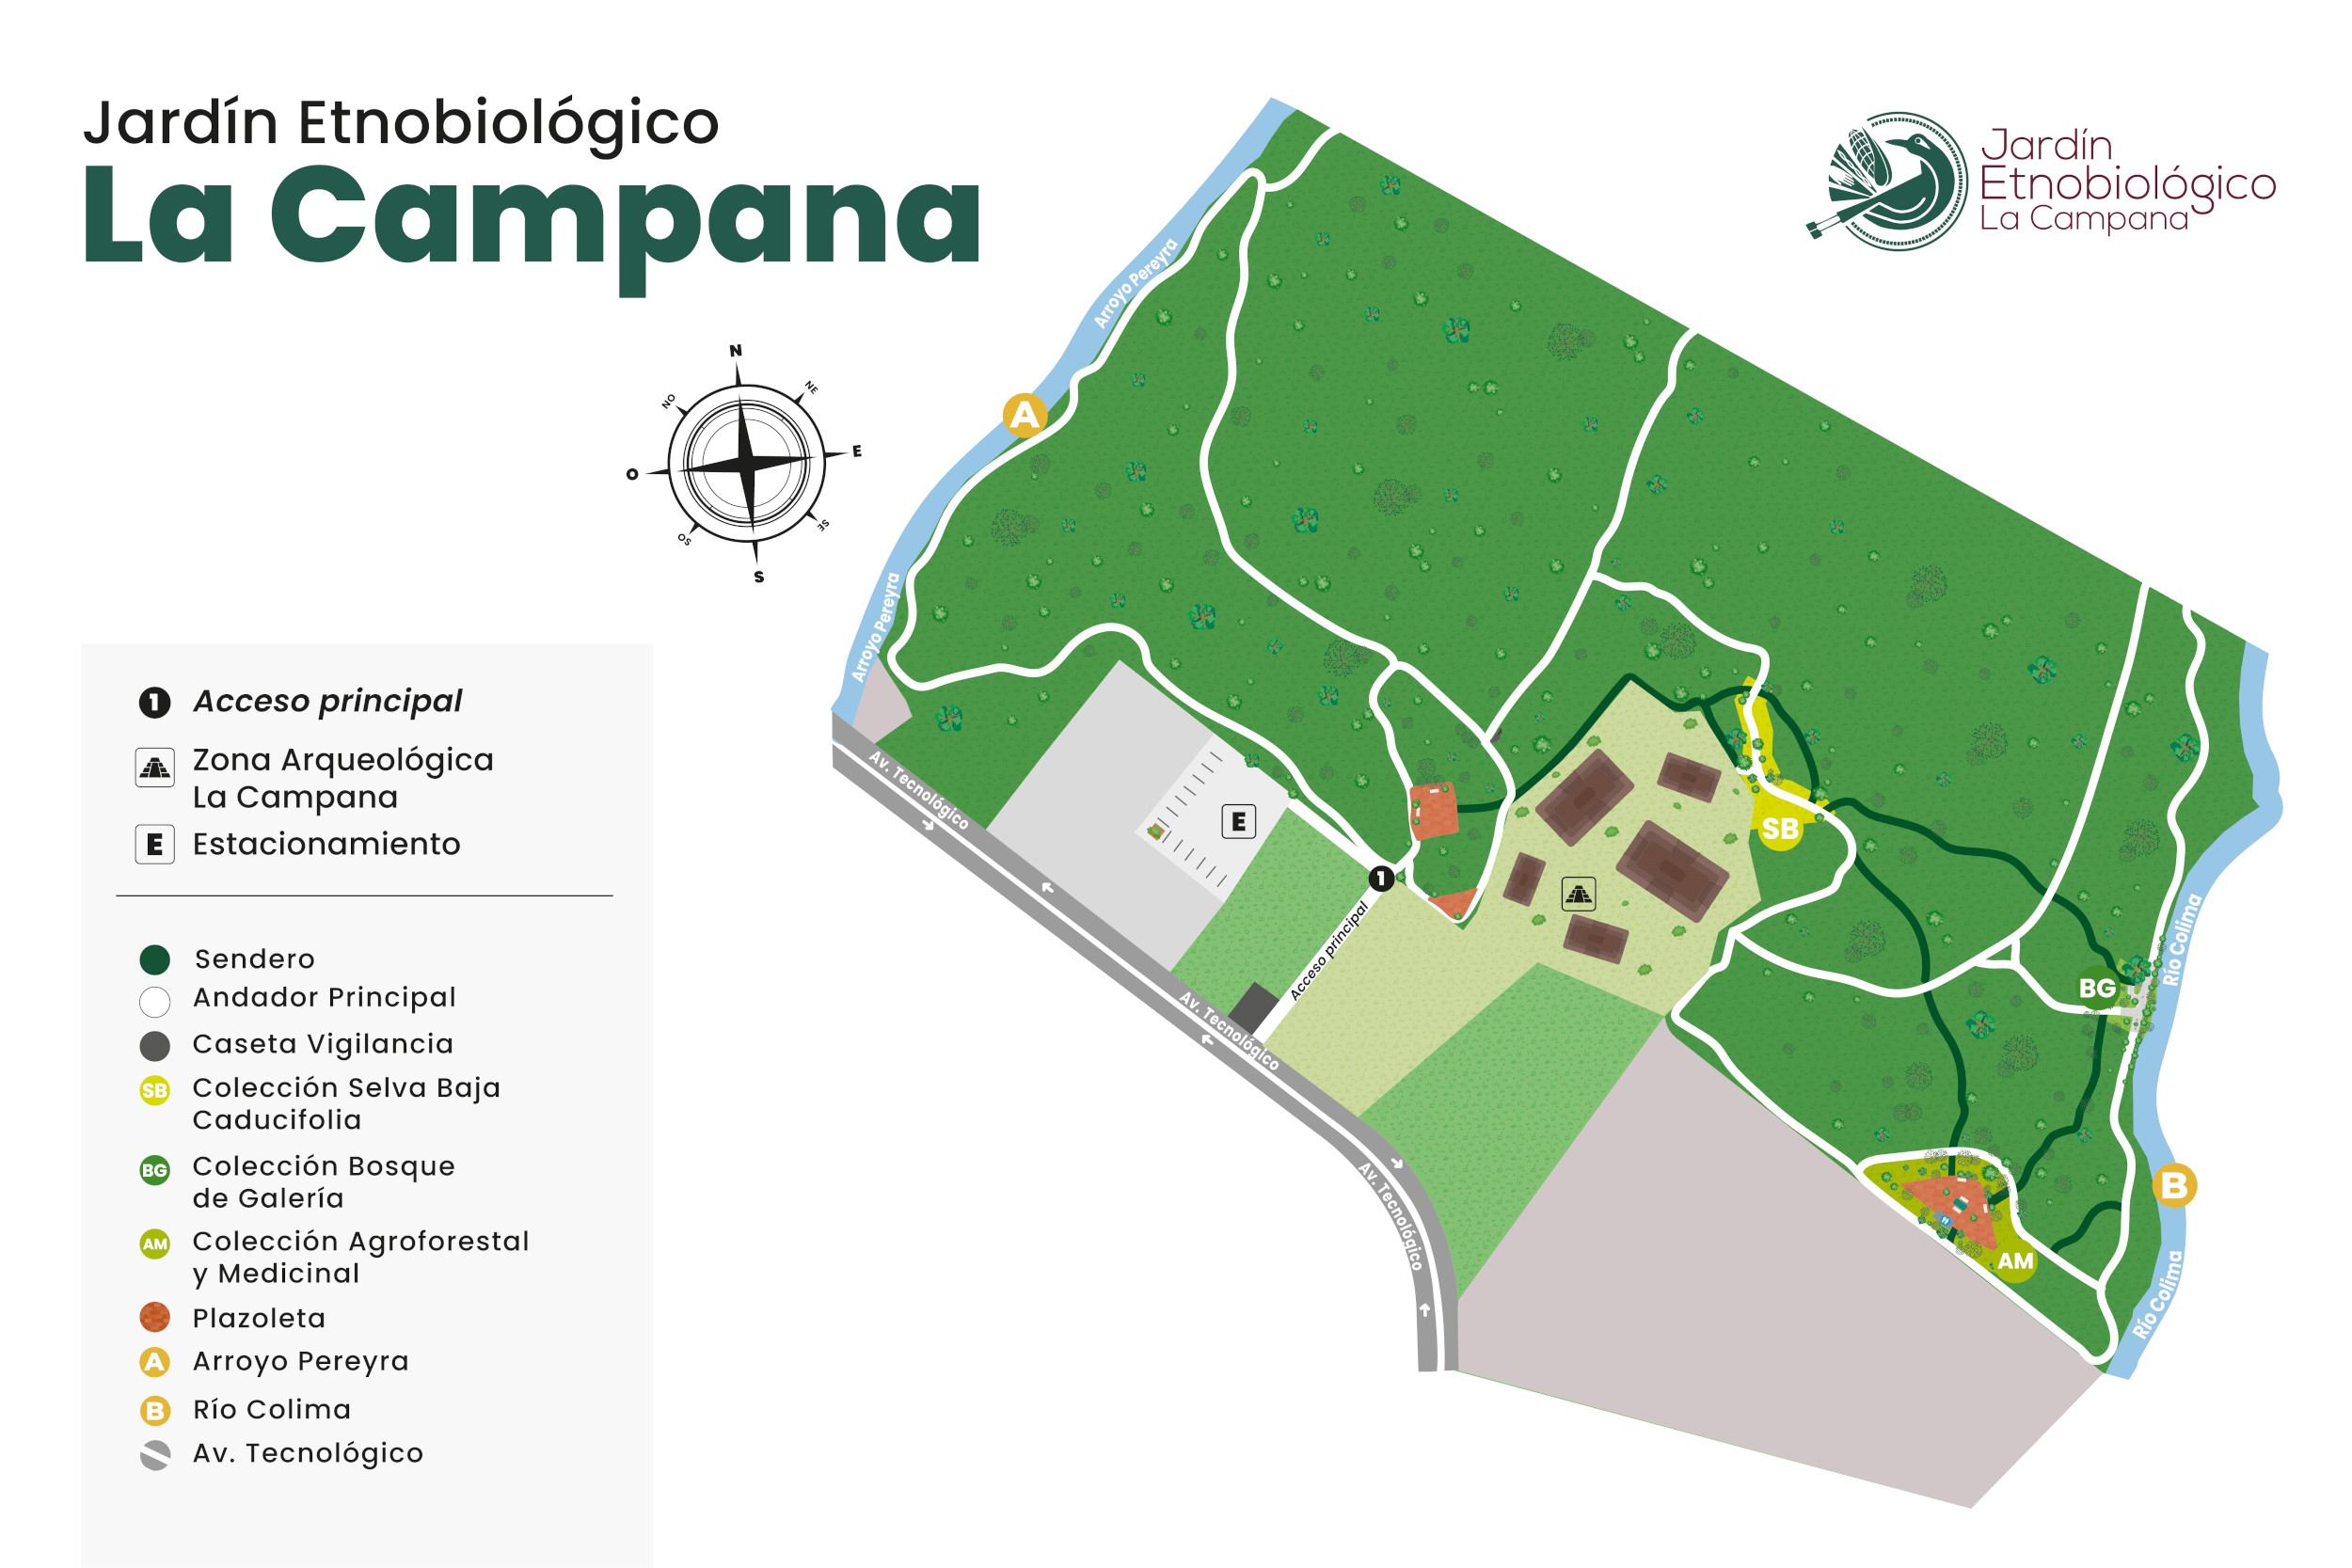 Jardín Etnobiológico
La Campana
Jardín
Etnobiológico
La Campana
N
NE
E
SE
S
SO
O
NO
1 Acceso principal
Zona Arqueológica
La Campana
E Estacionamiento
Sendero
Andador Principal
Caseta Vigilancia
SB Colección Selva Baja
Caducifolia
BG Colección Bosque
de Galería
AM Colección Agroforestal
y Medicinal
Plazoleta
A Arroyo Pereyra
B Río Colima
Av. Tecnológico
Arroyo Pereyra
A
Arroyo Pereyra
Av. Tecnológico
E
1
Acceso principal
SB
Av. Tecnológico
BG
Río Colima
Av. Tecnológico
B
AM
Río Colima